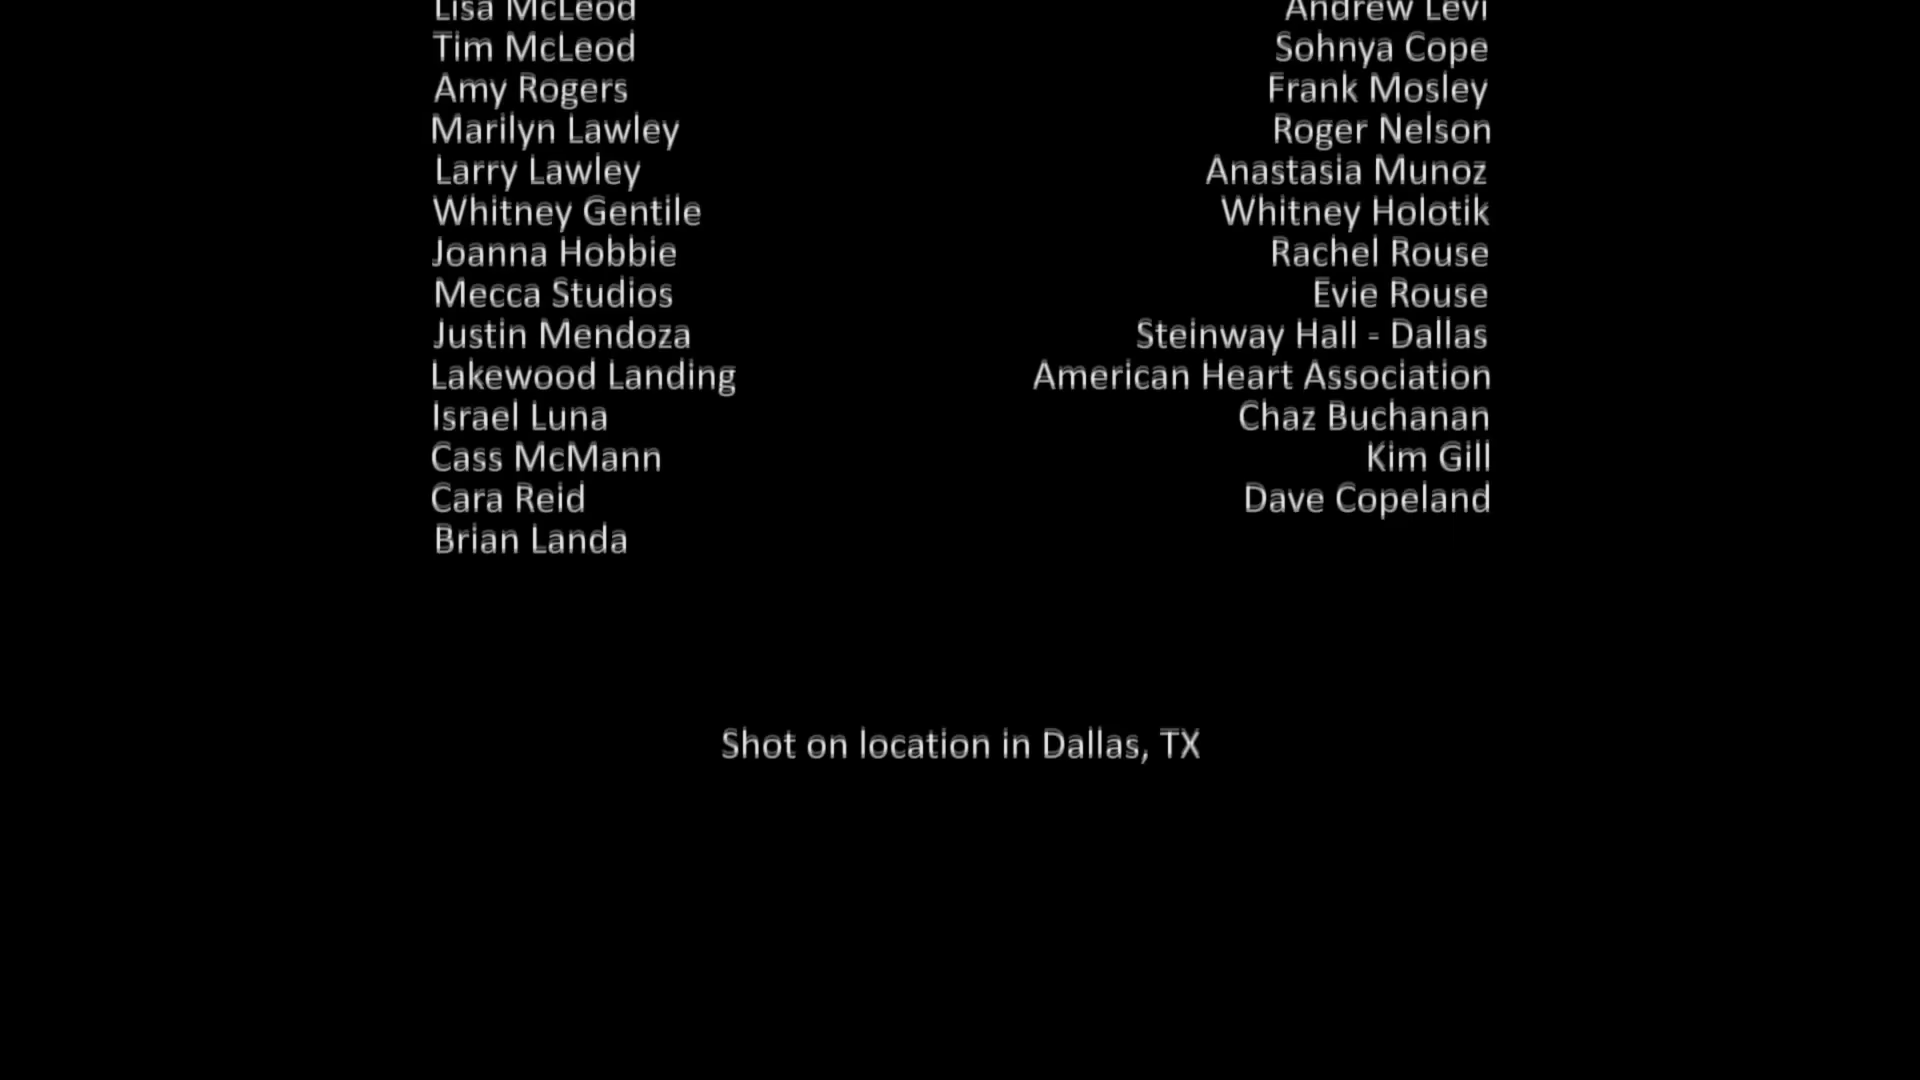 Lisa McLeod Andrew Levi
Tim McLeod Sohnya Cope
Amy Rogers Frank Mosley
Marilyn Lawley Roger Nelson
Larry Lawley Anastasia Munoz
Whitney Gentile Whitney Holotik
Joanna Hobbie Rachel Rouse
Mecca Studios Evie Rouse
Justin Mendoza Steinway Hall - Dallas
Lakewood Landing American Heart Association
Israel Luna Chaz Buchanan
Cass McMann Kim Gill
Cara Reid Dave Copeland
Brian Landa
Shot on location in Dallas, TX